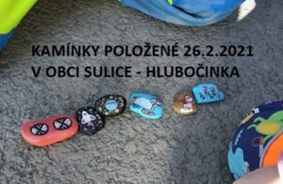 KAMÍNKY POLOŽENÉ 26.2.2021
V OBCI SULICE - HLUBOČINKA